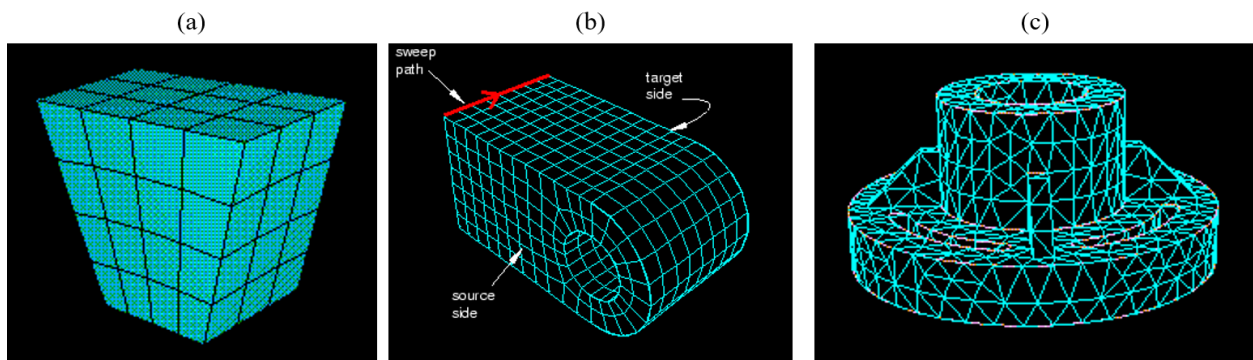 (a)
(b)
(c)
sweep
path
target
side
source
side